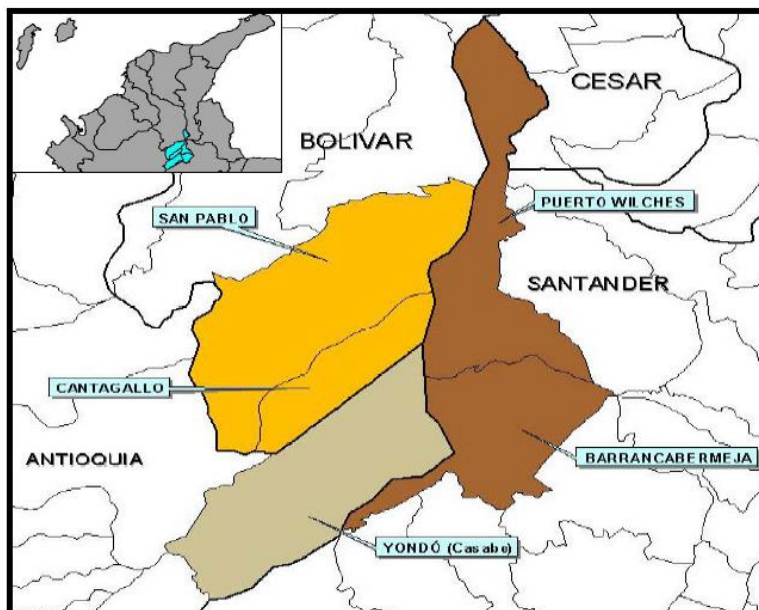 CESAR
BOLIVAR
PUERTO WILCHES
SAN PABLO
SANTANDER
CANTAGALLO
ANTIOQUIA
BARRANCABERMEJA
YONDÓ (Casabe)